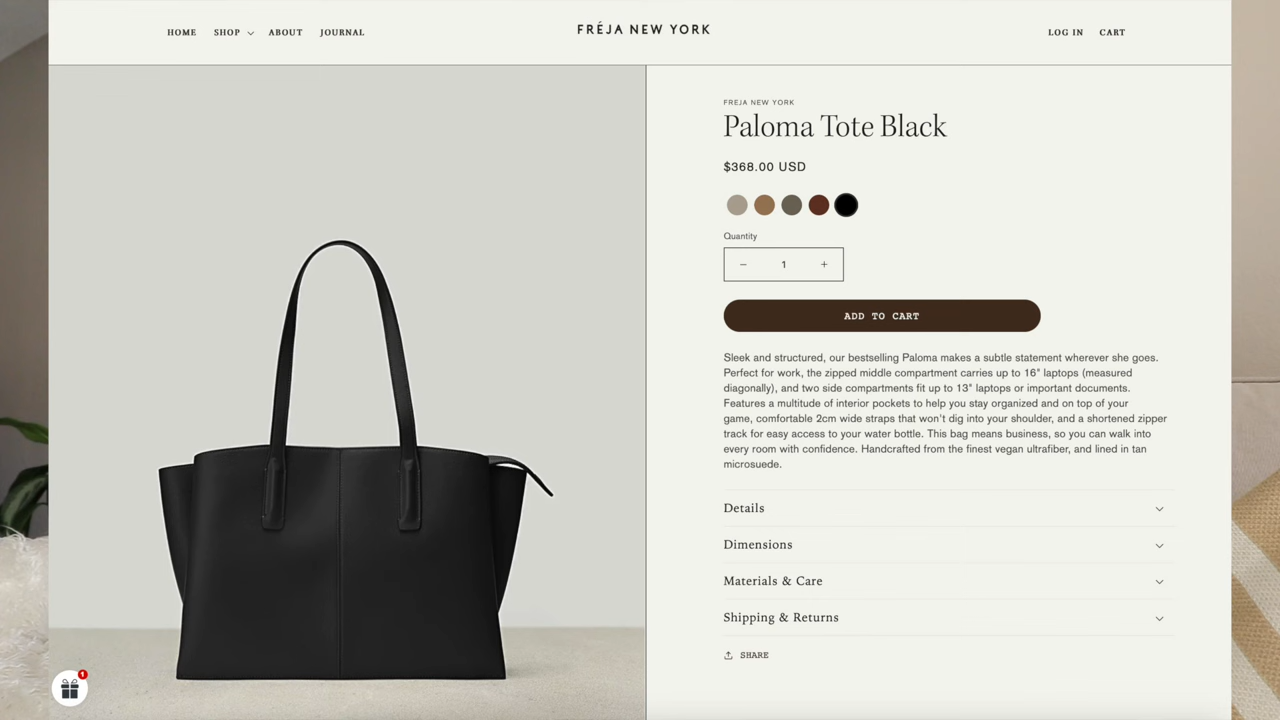 HOME
SHOP
ABOUT
JOURNAL
FRÉJA NEW YORK
LOG IN
CART
FREJA NEW YORK
Paloma Tote Black
$368.00 USD
Quantity
− 1 +
ADD TO CART
Sleek and structured, our bestselling Paloma makes a subtle statement wherever she goes.
Perfect for work, the zipped middle compartment carries up to 16" laptops (measured
diagonally), and two side compartments fit up to 13" laptops or important documents.
Features a multitude of interior pockets to help you stay organized and on top of your
game, comfortable 2cm wide straps that won't dig into your shoulder, and a shortened zipper
track for easy access to your water bottle. This bag means business, so you can walk into
every room with confidence. Handcrafted from the finest vegan ultrafiber, and lined in tan
microsuede.
Details
Dimensions
Materials & Care
Shipping & Returns
SHARE
1